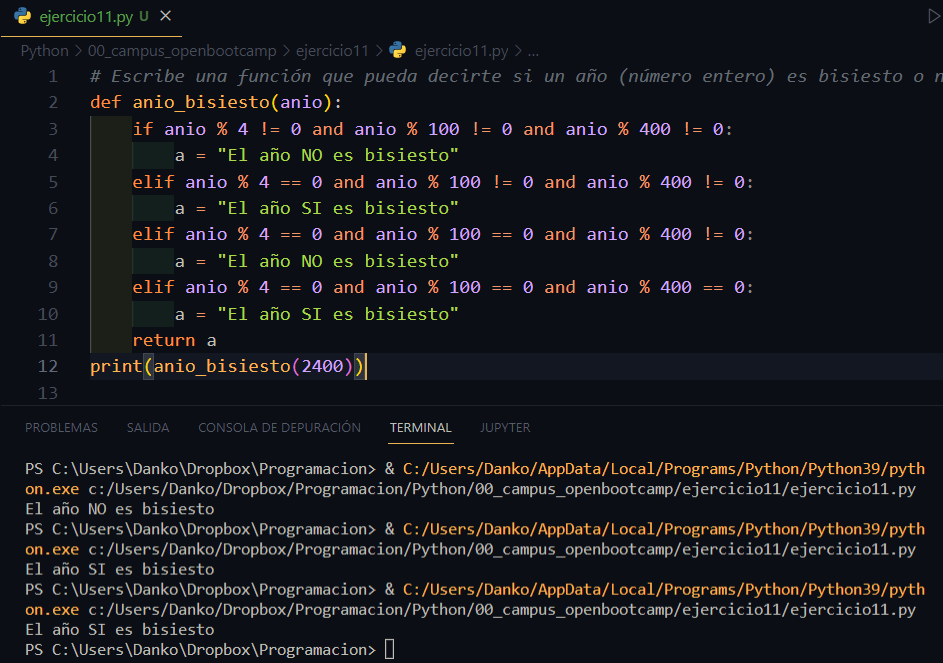 ejercicio11.py U ×
Python > 00_campus_openbootcamp > ejercicio11 > ejercicio11.py > ...
1 # Escribe una función que pueda decirte si un año (número entero) es bisiesto o n
2 def anio_bisiesto(anio):
3 if anio % 4 != 0 and anio % 100 != 0 and anio % 400 != 0:
4 a = "El año NO es bisiesto"
5 elif anio % 4 == 0 and anio % 100 != 0 and anio % 400 != 0:
6 a = "El año SI es bisiesto"
7 elif anio % 4 == 0 and anio % 100 == 0 and anio % 400 != 0:
8 a = "El año NO es bisiesto"
9 elif anio % 4 == 0 and anio % 100 == 0 and anio % 400 == 0:
10 a = "El año SI es bisiesto"
11 return a
12 print(anio_bisiesto(2400))
13
PROBLEMAS SALIDA CONSOLA DE DEPURACIÓN TERMINAL JUPYTER
PS C:\Users\Danko\Dropbox\Programacion> & C:/Users/Danko/AppData/Local/Programs/Python/Python39/pyth
on.exe c:/Users/Danko/Dropbox/Programacion/Python/00_campus_openbootcamp/ejercicio11/ejercicio11.py
El año NO es bisiesto
PS C:\Users\Danko\Dropbox\Programacion> & C:/Users/Danko/AppData/Local/Programs/Python/Python39/pyth
on.exe c:/Users/Danko/Dropbox/Programacion/Python/00_campus_openbootcamp/ejercicio11/ejercicio11.py
El año SI es bisiesto
PS C:\Users\Danko\Dropbox\Programacion> & C:/Users/Danko/AppData/Local/Programs/Python/Python39/pyth
on.exe c:/Users/Danko/Dropbox/Programacion/Python/00_campus_openbootcamp/ejercicio11/ejercicio11.py
El año SI es bisiesto
PS C:\Users\Danko\Dropbox\Programacion>